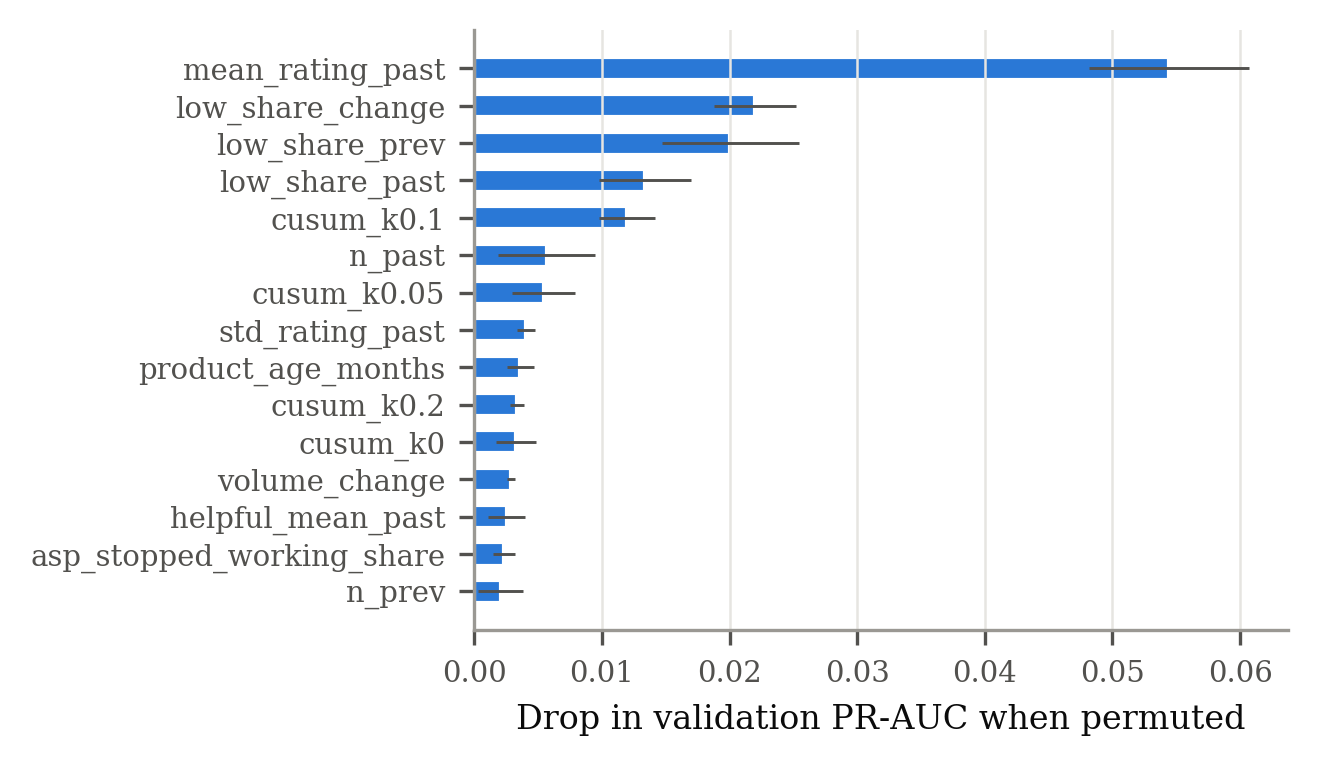 mean_rating_past
low_share_change
low_share_prev
low_share_past
cusum_k0.1
n_past
cusum_k0.05
std_rating_past
product_age_months
cusum_k0.2
cusum_k0
volume_change
helpful_mean_past
asp_stopped_working_share
n_prev
0.00 0.01 0.02 0.03 0.04 0.05 0.06
Drop in validation PR-AUC when permuted